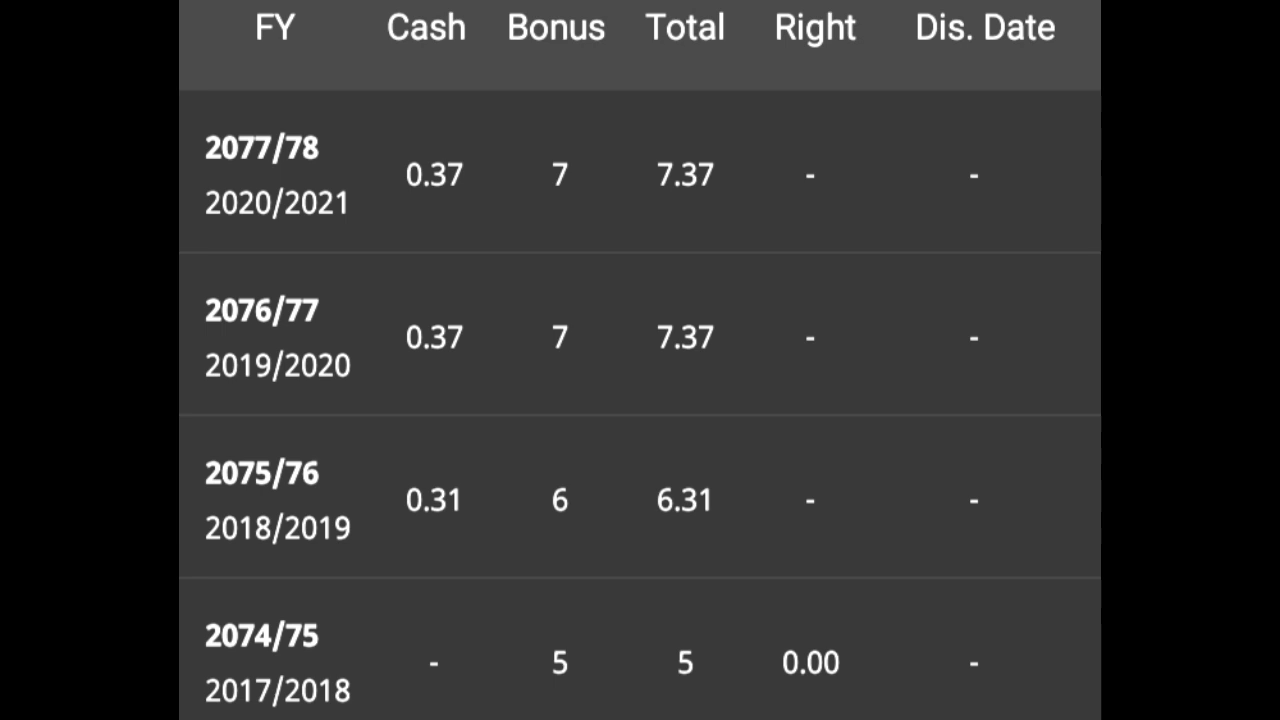 FY Cash Bonus Total Right Dis. Date
2077/78
2020/2021 0.37 7 7.37 - -
2076/77
2019/2020 0.37 7 7.37 - -
2075/76
2018/2019 0.31 6 6.31 - -
2074/75
2017/2018 - 5 5 0.00 -